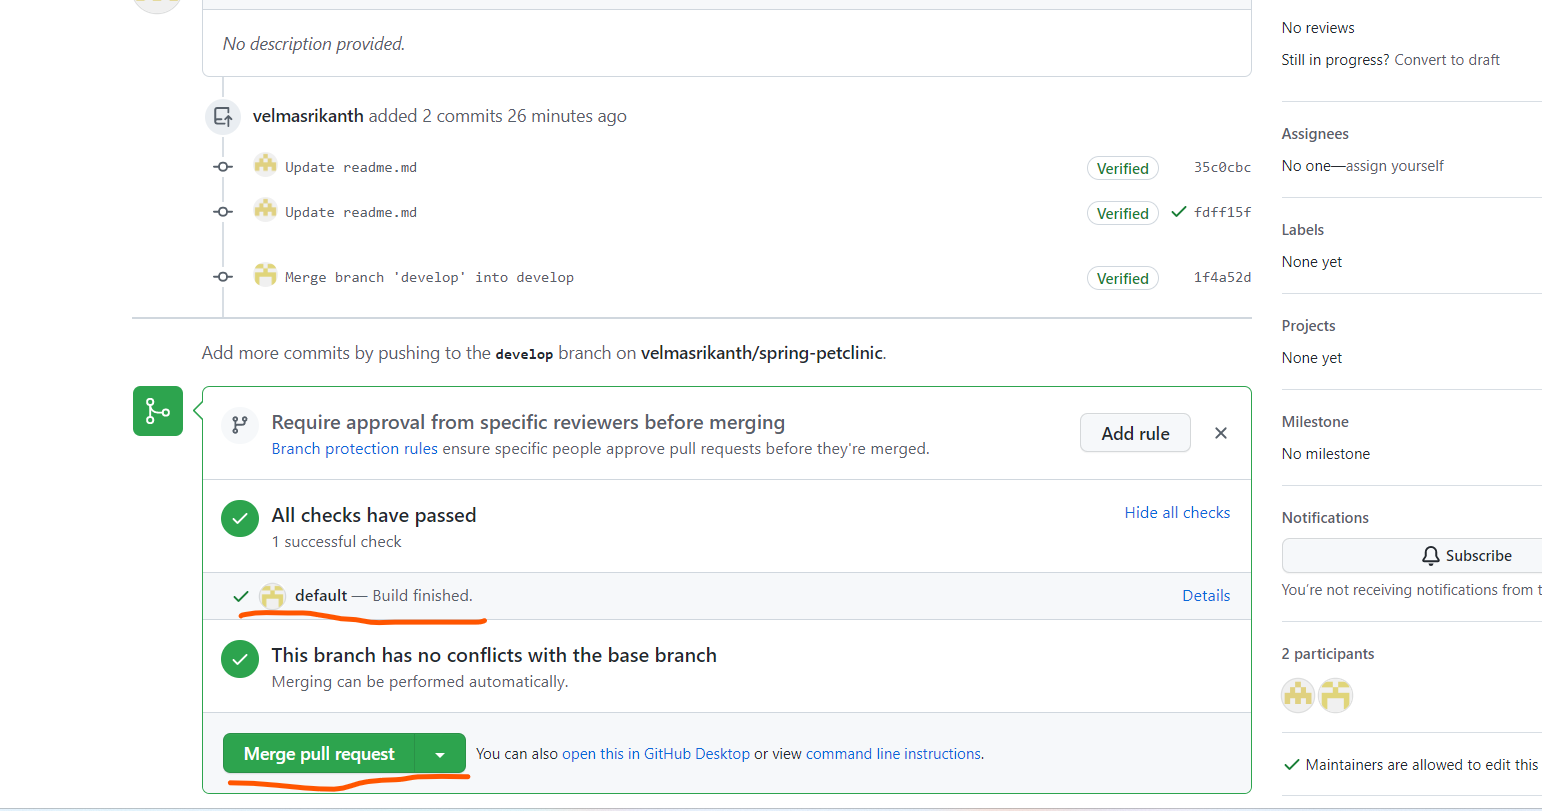 No description provided.
velmasrikanth added 2 commits 26 minutes ago
Update readme.md Verified 35c0cbc
Update readme.md Verified fdff15f
Merge branch 'develop' into develop Verified 1f4a52d
Add more commits by pushing to the develop branch on velmasrikanth/spring-petclinic.
Require approval from specific reviewers before merging
Branch protection rules ensure specific people approve pull requests before they're merged.
Add rule
All checks have passed
1 successful check
Hide all checks
default — Build finished.
Details
This branch has no conflicts with the base branch
Merging can be performed automatically.
Merge pull request
You can also open this in GitHub Desktop or view command line instructions.
No reviews
Still in progress? Convert to draft
Assignees
No one—assign yourself
Labels
None yet
Projects
None yet
Milestone
No milestone
Notifications
Subscribe
You're not receiving notifications from t
2 participants
Maintainers are allowed to edit this